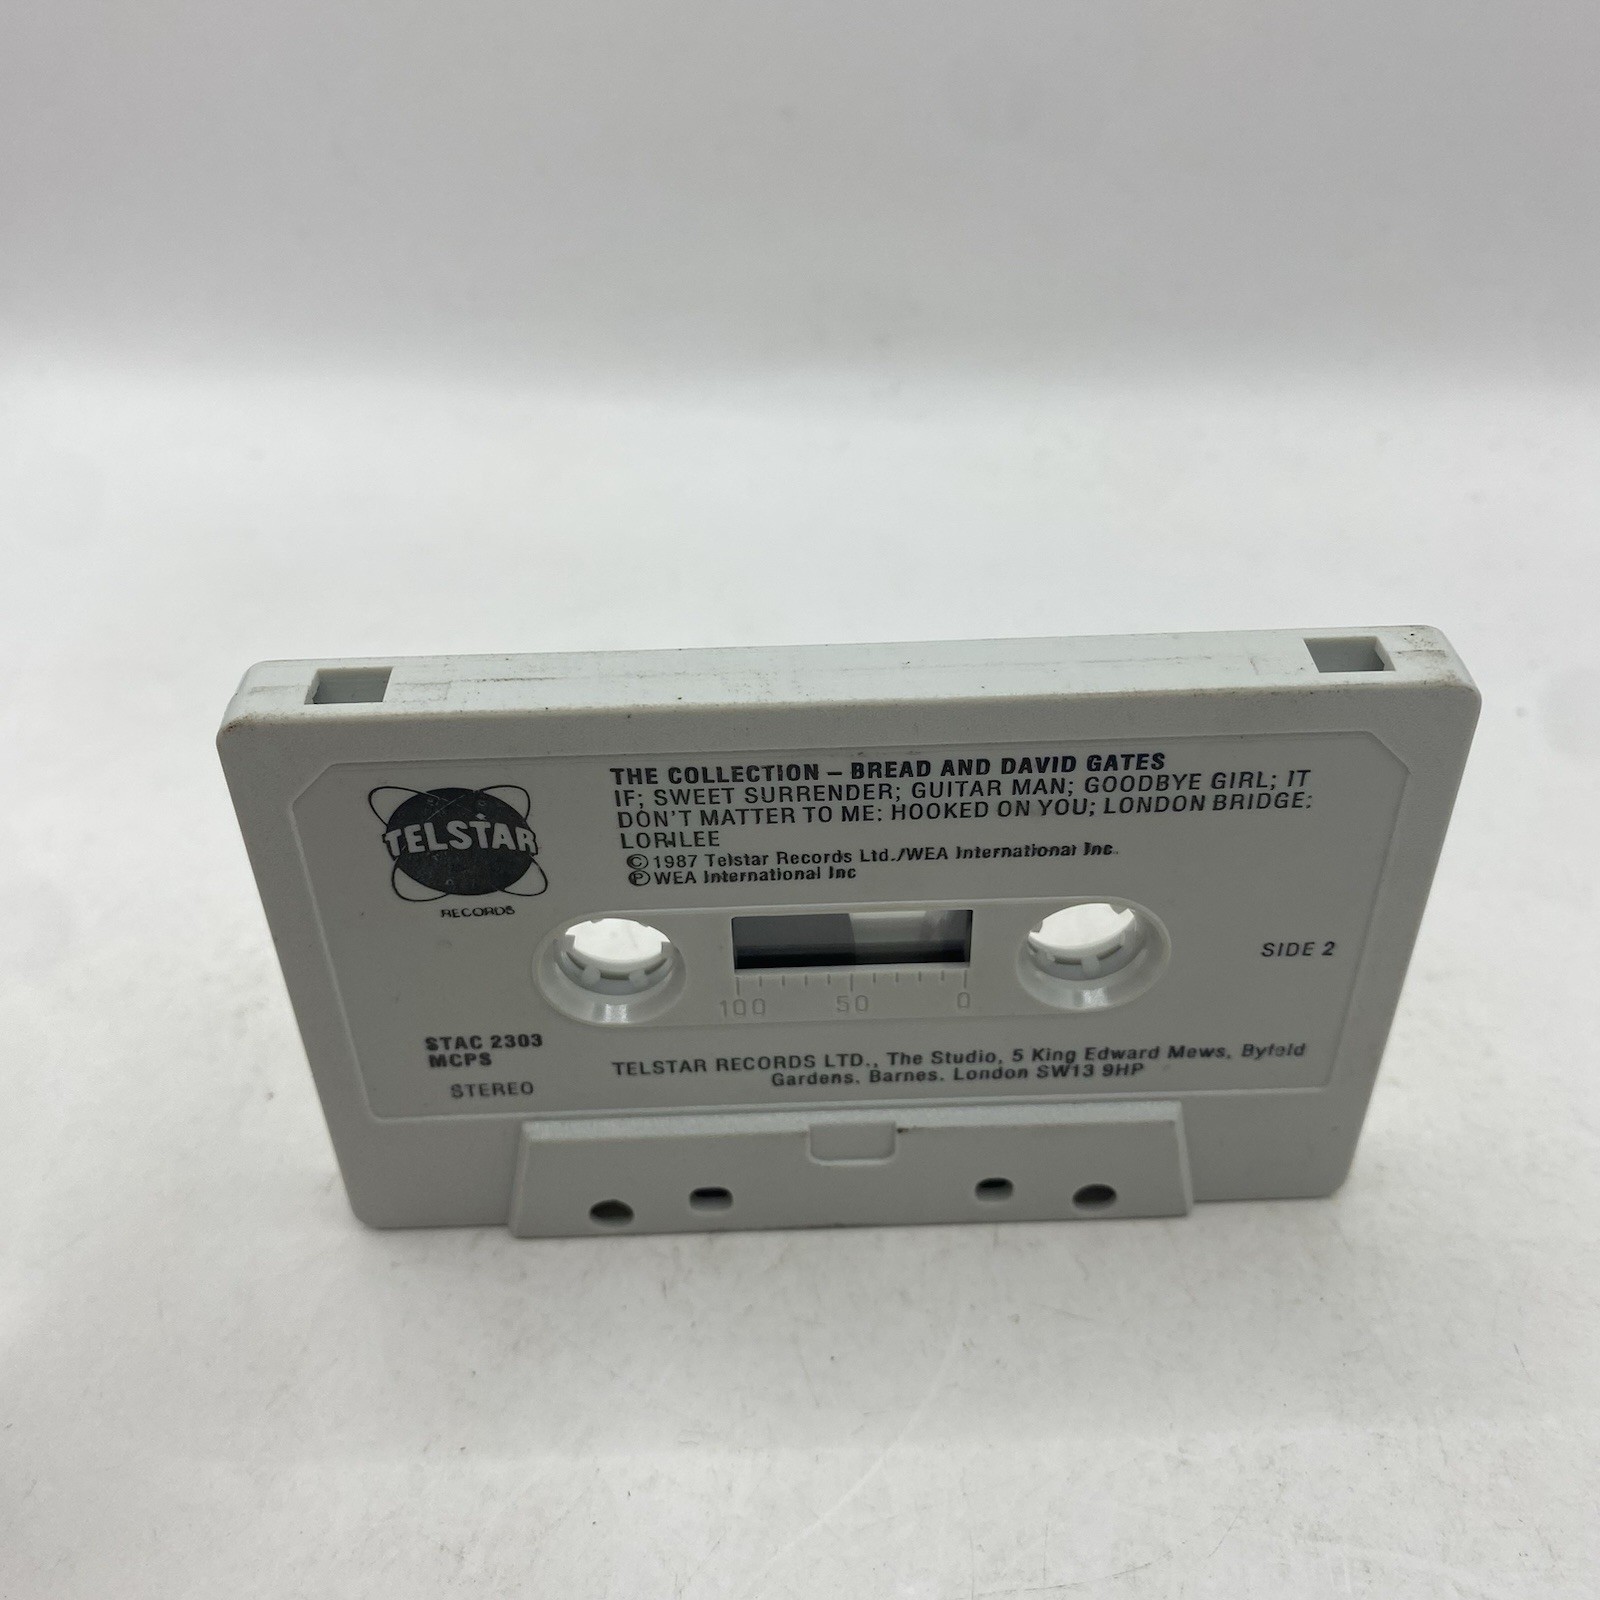 THE COLLECTION – BREAD AND DAVID GATES
IF; SWEET SURRENDER; GUITAR MAN; GOODBYE GIRL; IT
DON'T MATTER TO ME: HOOKED ON YOU; LONDON BRIDGE:
LORILEE
©1987 Telstar Records Ltd./WEA International Inc.
℗WEA International Inc
TELSTAR
RECORDS
SIDE 2
100 50 0
STAC 2303
MCPS
STEREO
TELSTAR RECORDS LTD., The Studio, 5 King Edward Mews, Byfeld
Gardens. Barnes. London SW13 9HP